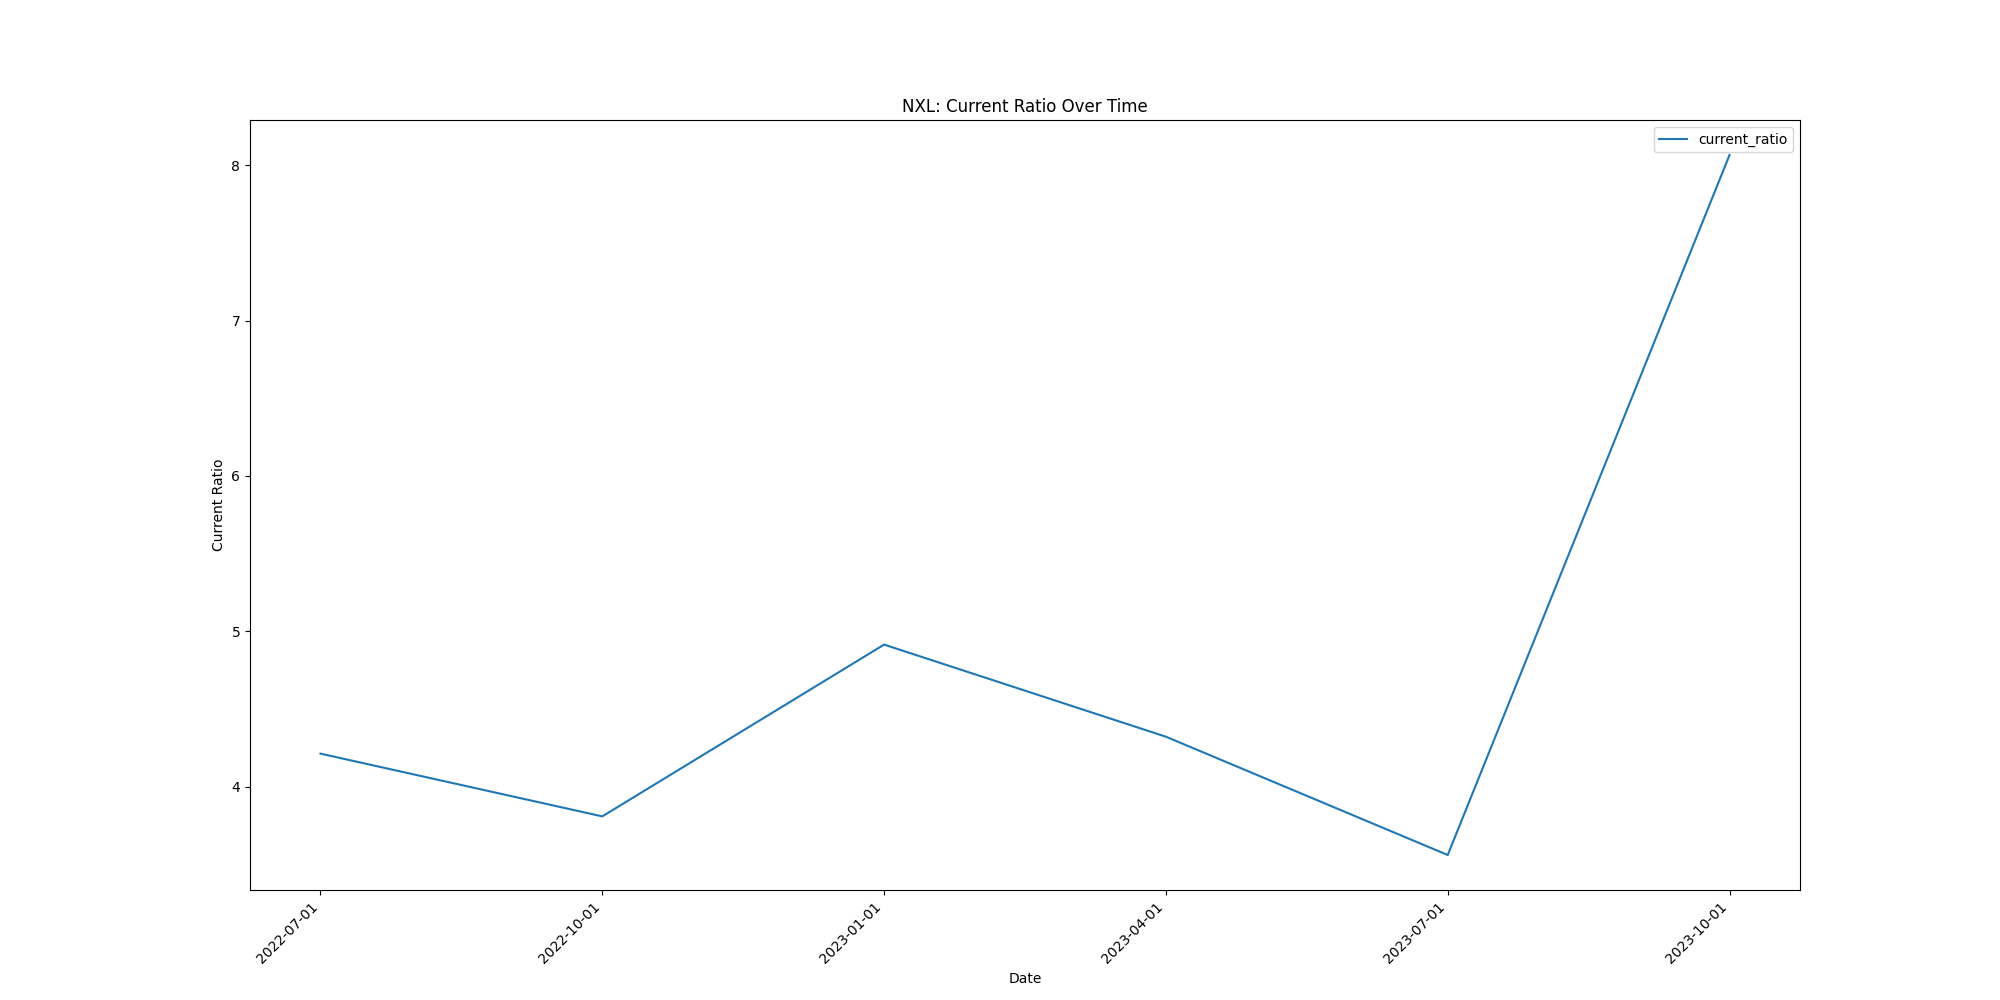 NXL: Current Ratio Over Time
current_ratio
8
7
6
5
4
Current Ratio
2022-07-01
2022-10-01
2023-01-01
2023-04-01
2023-07-01
2023-10-01
Date